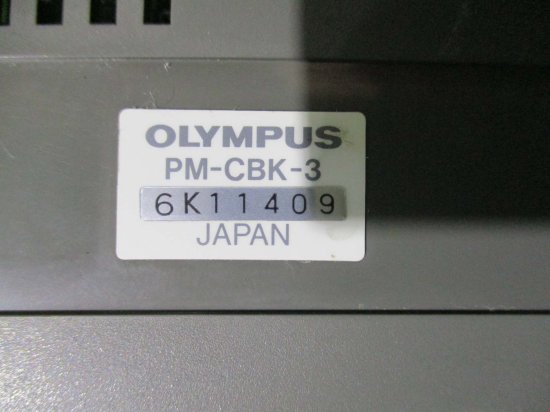 OLYMPUS
PM-CBK-3
6K11409
JAPAN